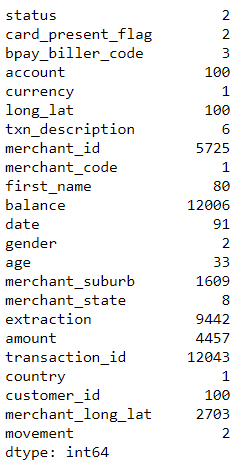 status 2
card_present_flag 2
bpay_biller_code 3
account 100
currency 1
long_lat 100
txn_description 6
merchant_id 5725
merchant_code 1
first_name 80
balance 12006
date 91
gender 2
age 33
merchant_suburb 1609
merchant_state 8
extraction 9442
amount 4457
transaction_id 12043
country 1
customer_id 100
merchant_long_lat 2703
movement 2
dtype: int64